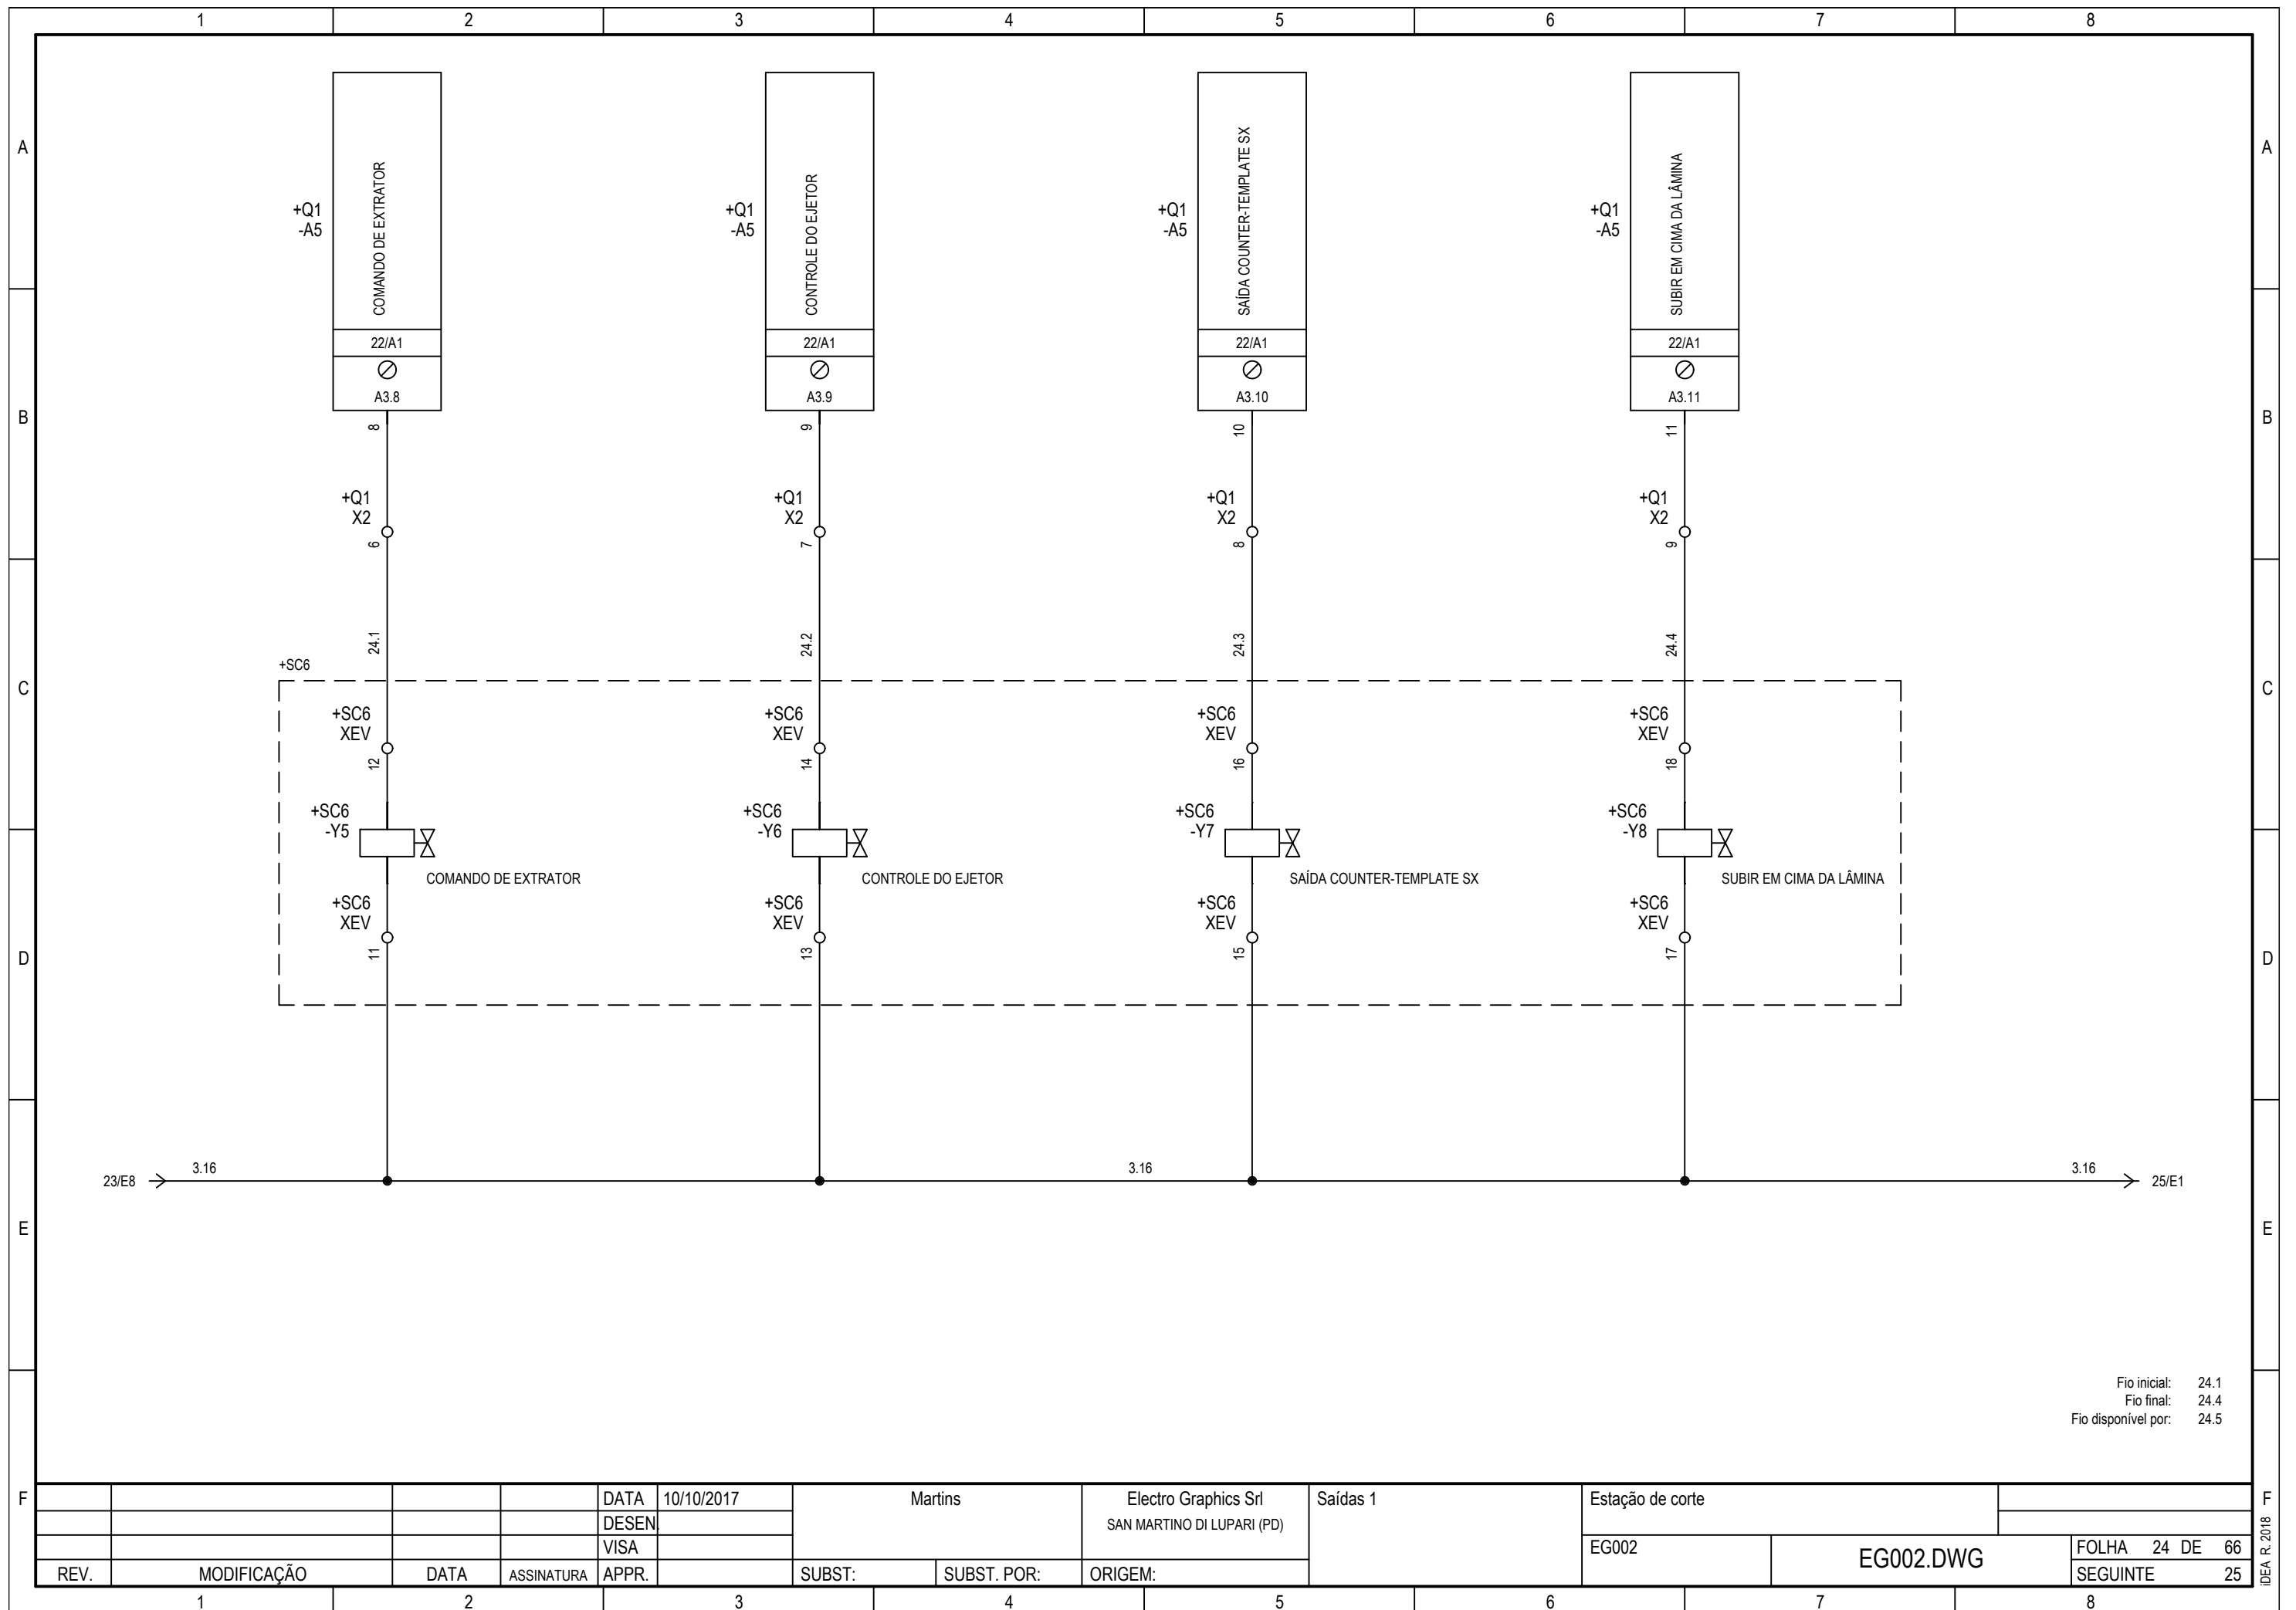 1 2 3 4 5 6 7 8
A A
COMANDO DE EXTRATOR
CONTROLE DO EJETOR
SAÍDA COUNTER-TEMPLATE SX
SUBIR EM CIMA DA LÂMINA
+Q1 +Q1 +Q1 +Q1
-A5 -A5 -A5 -A5
22/A1 22/A1 22/A1 22/A1
A3.8 A3.9 A3.10 A3.11
B B
8 9 10 11
+Q1 +Q1 +Q1 +Q1
X2 X2 X2 X2
6 7 8 9
24.1 24.2 24.3 24.4
+SC6
C C
+SC6 +SC6 +SC6 +SC6
XEV XEV XEV XEV
12 14 16 18
+SC6 +SC6 +SC6 +SC6
-Y5 -Y6 -Y7 -Y8
COMANDO DE EXTRATOR CONTROLE DO EJETOR SAÍDA COUNTER-TEMPLATE SX SUBIR EM CIMA DA LÂMINA
+SC6 +SC6 +SC6 +SC6
XEV XEV XEV XEV
11 13 15 17
D D
3.16 3.16 3.16
23/E8 25/E1
E E
Fio inicial: 24.1
Fio final: 24.4
Fio disponível por: 24.5
F F
DATA 10/10/2017 Martins Electro Graphics Srl Saídas 1 Estação de corte
DESEN. SAN MARTINO DI LUPARI (PD)
VISA EG002 EG002.DWG FOLHA 24 DE 66
REV. MODIFICAÇÃO DATA ASSINATURA APPR. SUBST: SUBST. POR: ORIGEM: SEGUINTE 25
iDEA R. 2018
1 2 3 4 5 6 7 8